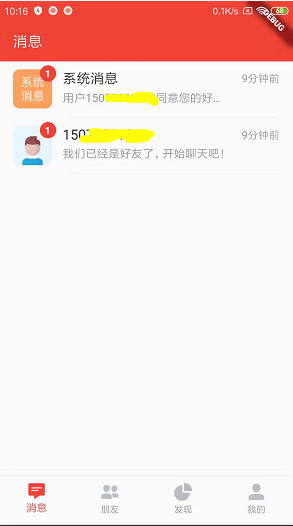 10:16
0.1K/s
68
DEBUG
消息
系统
消息
1
系统消息
9分钟前
用户150同意您的好...
1
150
9分钟前
我们已经是好友了，开始聊天吧！
消息
朋友
发现
我的